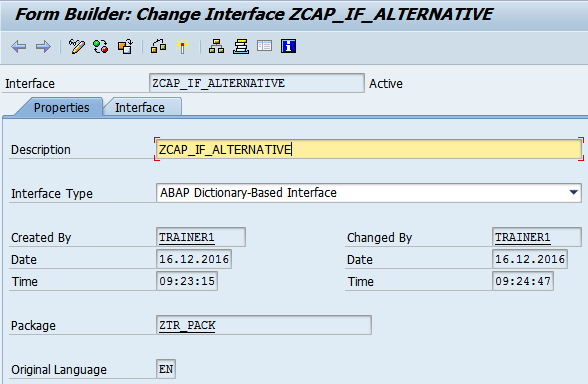 Form Builder: Change Interface ZCAP_IF_ALTERNATIVE
Interface ZCAP_IF_ALTERNATIVE Active
Properties Interface
Description ZCAP_IF_ALTERNATIVE
Interface Type ABAP Dictionary-Based Interface
Created By TRAINER1 Changed By TRAINER1
Date 16.12.2016 Date 16.12.2016
Time 09:23:15 Time 09:24:47
Package ZTR_PACK
Original Language EN